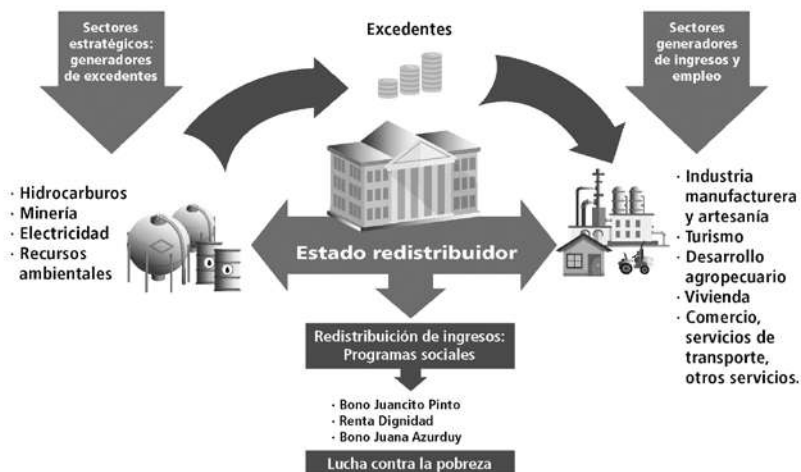 Sectores
estratégicos:
generadores
de excedentes
Excedentes
Sectores
generadores
de ingresos y
empleo
· Hidrocarburos
· Minería
· Electricidad
· Recursos
ambientales
Estado redistribuidor
· Industria
manufacturera
y artesanía
· Turismo
· Desarrollo
agropecuario
· Vivienda
· Comercio,
servicios de
transporte,
otros servicios.
Redistribuición de ingresos:
Programas sociales
· Bono Juancito Pinto
· Renta Dignidad
· Bono Juana Azurduy
Lucha contra la pobreza